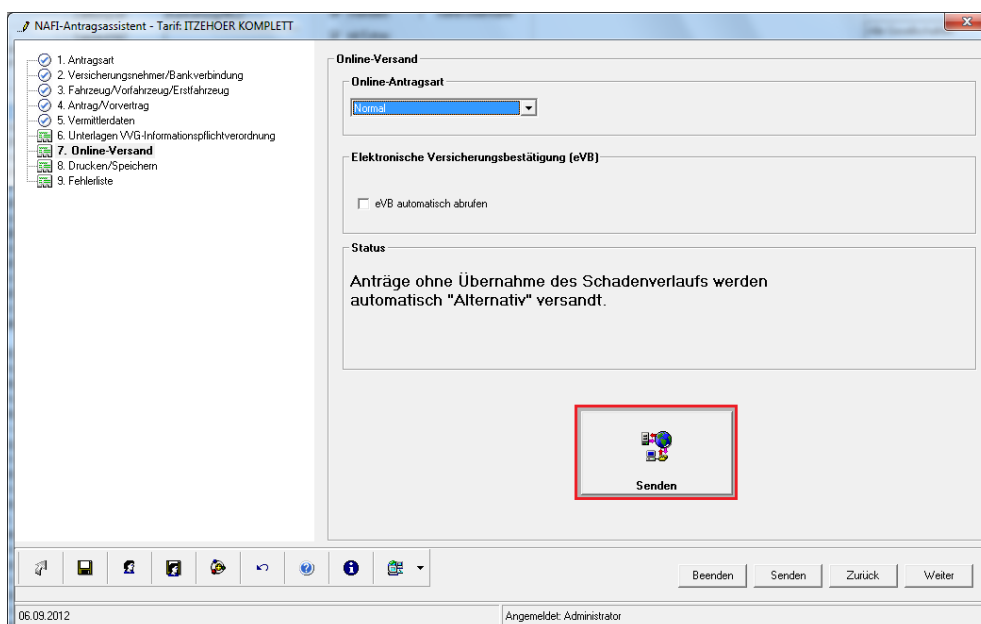 NAFI-Antragsassistent - Tarif: ITZEHOER KOMPLETT
1. Antragsart
2. Versicherungsnehmer/Bankverbindung
3. Fahrzeug/Vorfahrzeug/Erstfahrzeug
4. Antrag/Vorvertrag
5. Vermittlerdaten
6. Unterlagen VVG-Informationspflichtverordnung
7. Online-Versand
8. Drucken/Speichern
9. Fehlerliste
Online-Versand
Online-Antragsart
Normal
Elektronische Versicherungsbestätigung (eVB)
eVB automatisch abrufen
Status
Anträge ohne Übernahme des Schadenverlaufs werden
automatisch "Alternativ" versandt.
Senden
Beenden
Senden
Zurück
Weiter
06.09.2012
Angemeldet: Administrator